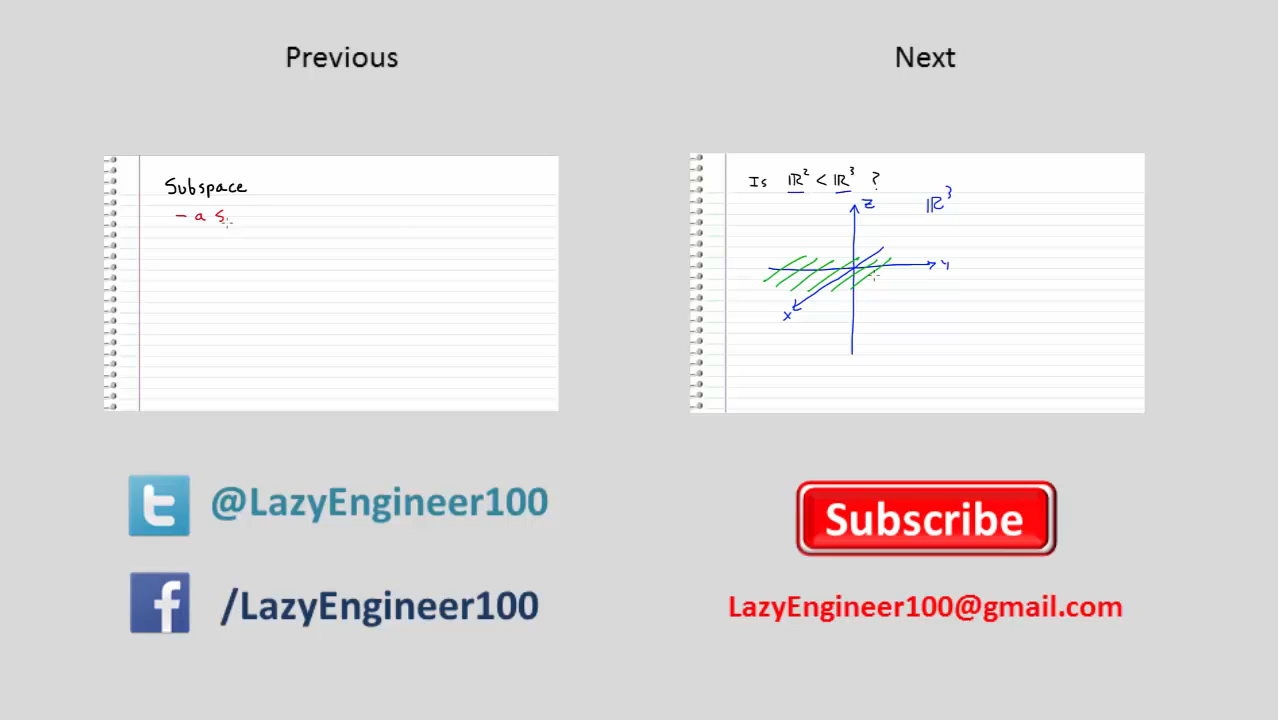 Previous
Next
Subspace
- a S
Is ℝ² < ℝ³ ?
ℝ³
Z
Y
X
@LazyEngineer100
Subscribe
/LazyEngineer100
LazyEngineer100@gmail.com